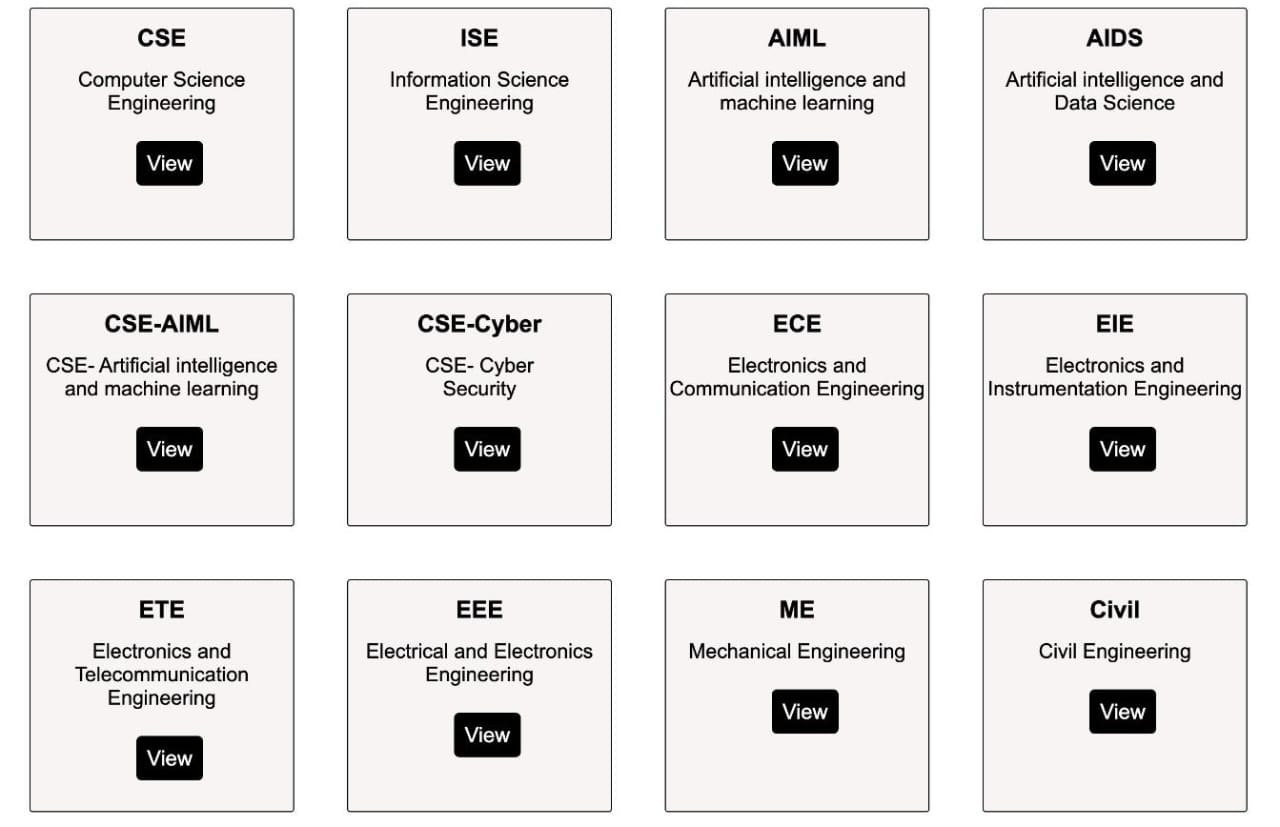 CSE
Computer Science
Engineering
View
ISE
Information Science
Engineering
View
AIML
Artificial intelligence and
machine learning
View
AIDS
Artificial intelligence and
Data Science
View
CSE-AIML
CSE- Artificial intelligence
and machine learning
View
CSE-Cyber
CSE- Cyber
Security
View
ECE
Electronics and
Communication Engineering
View
EIE
Electronics and
Instrumentation Engineering
View
ETE
Electronics and
Telecommunication
Engineering
View
EEE
Electrical and Electronics
Engineering
View
ME
Mechanical Engineering
View
Civil
Civil Engineering
View